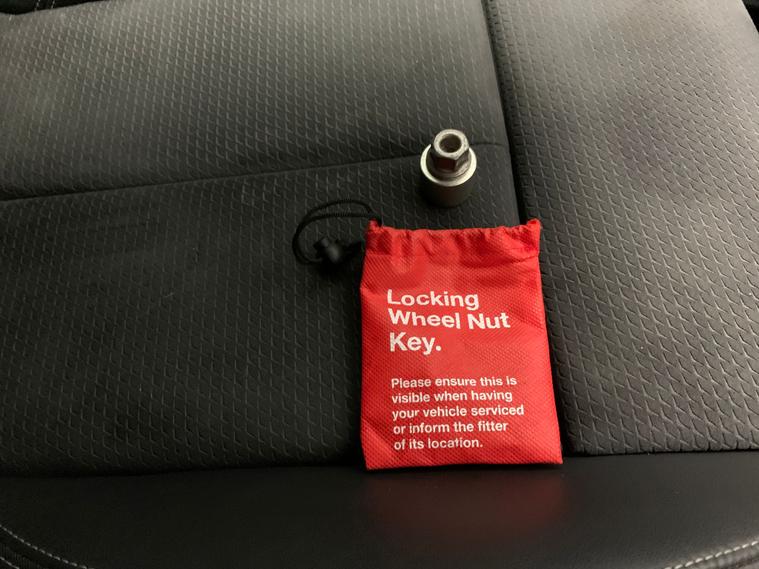 Locking
Wheel Nut
Key.
Please ensure this is
visible when having
your vehicle serviced
or inform the fitter
of its location.